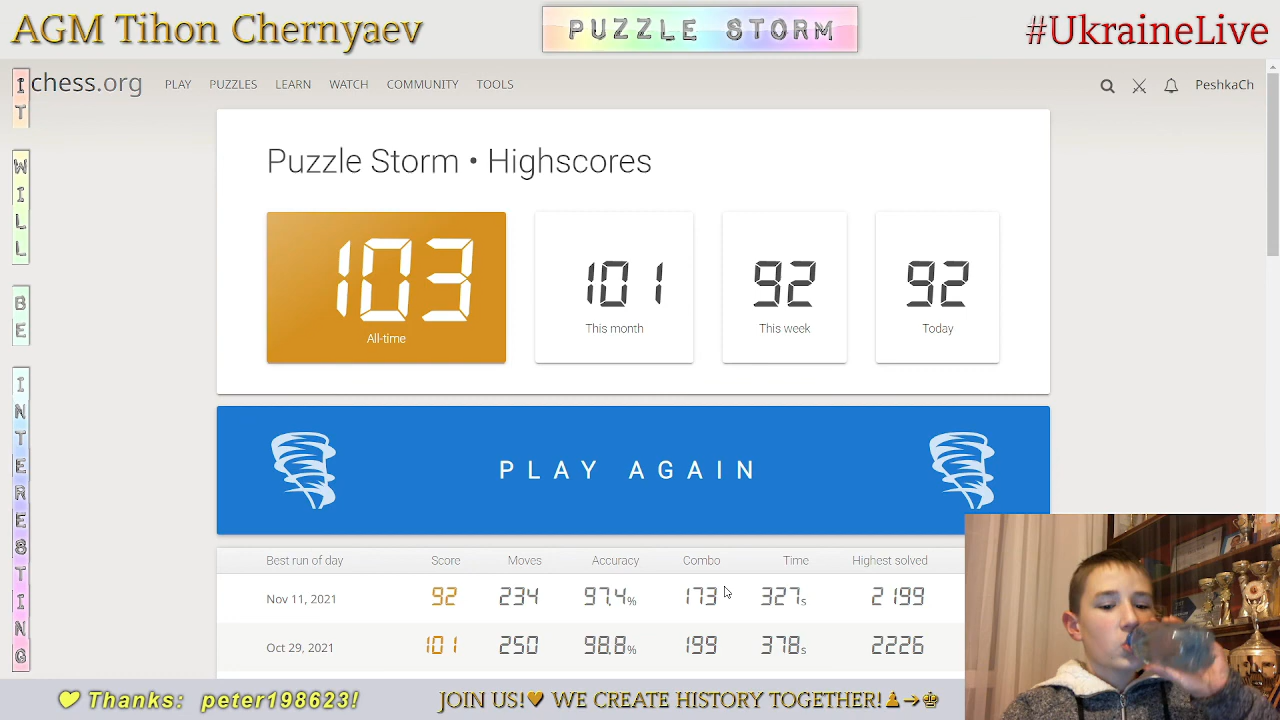 AGM Tihon Chernyaev
PUZZLE STORM
#UkraineLive
IT WILL BE INTERESTING
chess.org
PLAY PUZZLES LEARN WATCH COMMUNITY TOOLS
PeshkaCh
Puzzle Storm • Highscores
103
All-time
101
This month
92
This week
92
Today
PLAY AGAIN
Best run of day Score Moves Accuracy Combo Time Highest solved
Nov 11, 2021 92 234 97.4% 173 327s 2199
Oct 29, 2021 101 250 98.8% 199 378s 2226
Thanks: peter198623!
JOIN US! WE CREATE HISTORY TOGETHER!